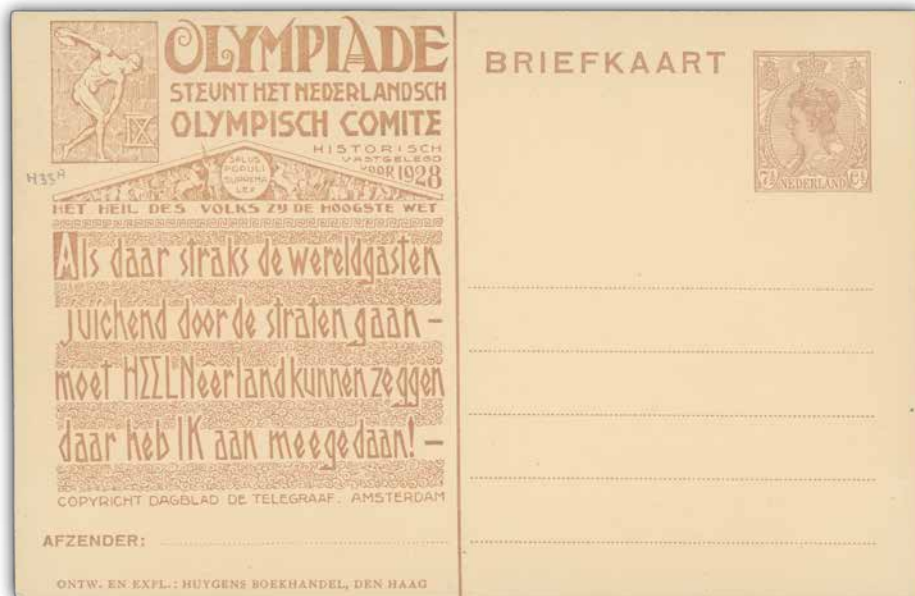 OLYMPIADE
STEUNT HET NEDERLANDSCH
OLYMPISCH COMITE
IX
HISTORISCH
VASTGELEGD
VOOR 1928
SALUS
POPULI
SUPREMA
LEX
H33A
HET HEIL DES VOLKS ZY DE HOOGSTE WET
Als daar straks de wereldgasten
juichend door de straten gaan –
moet HEEL Neerland kunnen zeggen
daar heb IK aan meegedaan! –
COPYRIGHT DAGBLAD DE TELEGRAAF. AMSTERDAM
AFZENDER:
ONTW. EN EXPL.: HUYGENS BOEKHANDEL, DEN HAAG
BRIEFKAART
7½ NEDERLAND Ct